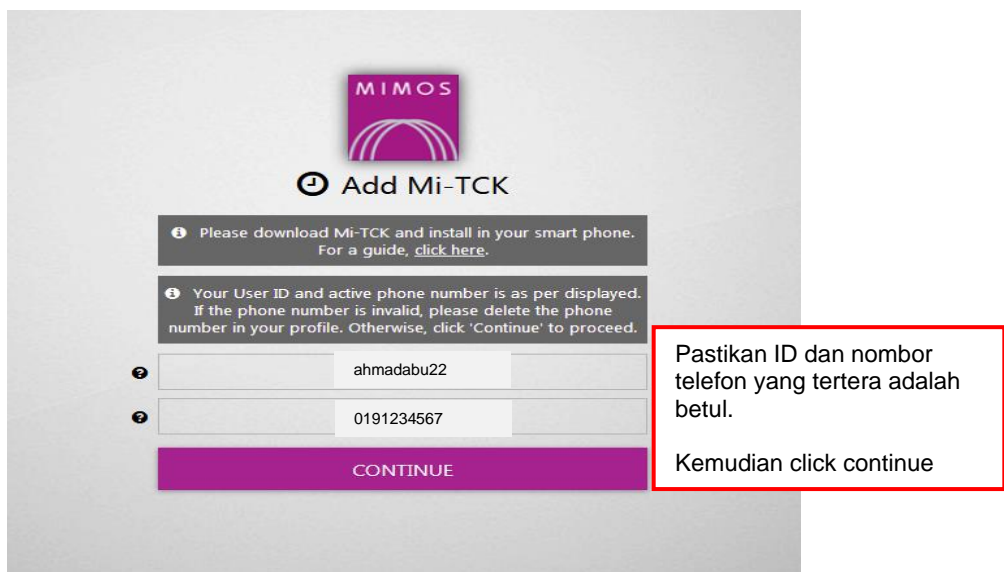 MIMOS
Add Mi-TCK
Please download Mi-TCK and install in your smart phone.
For a guide, click here.
Your User ID and active phone number is as per displayed.
If the phone number is invalid, please delete the phone
number in your profile. Otherwise, click 'Continue' to proceed.
ahmadabu22
0191234567
CONTINUE
Pastikan ID dan nombor
telefon yang tertera adalah
betul.
Kemudian click continue